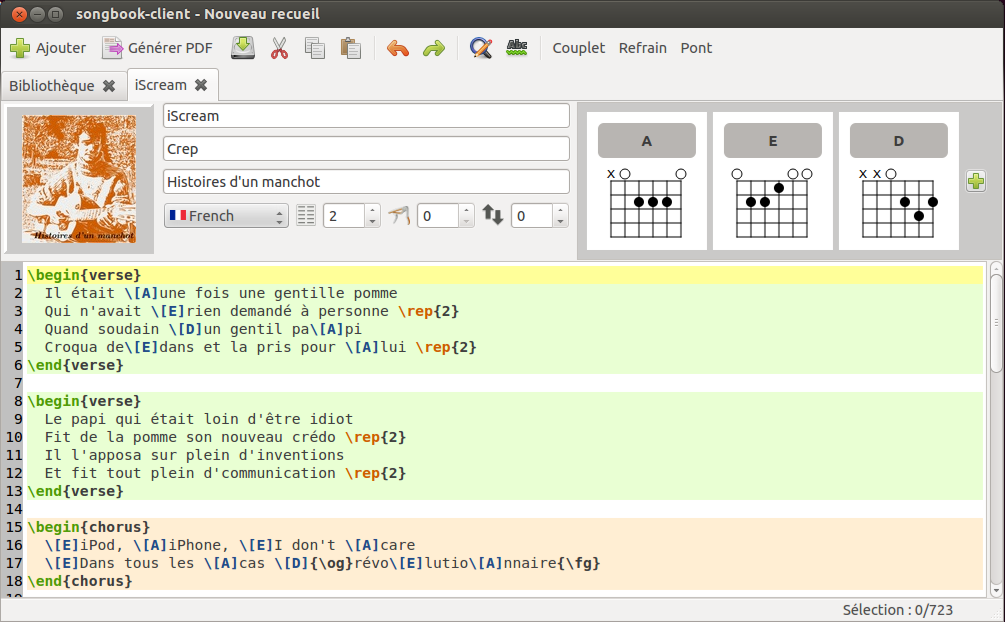 songbook-client - Nouveau recueil
Ajouter Générer PDF Abc Couplet Refrain Pont
Bibliothèque iScream
Histoires d'un manchot
iScream
Crep
Histoires d'un manchot
French 2 0 0
A E D
x x x
1 \begin{verse}
2 Il était \[A]une fois une gentille pomme
3 Qui n'avait \[E]rien demandé à personne \rep{2}
4 Quand soudain \[D]un gentil pa\[A]pi
5 Croqua de\[E]dans et la pris pour \[A]lui \rep{2}
6 \end{verse}
7
8 \begin{verse}
9 Le papi qui était loin d'être idiot
10 Fit de la pomme son nouveau crédo \rep{2}
11 Il l'apposa sur plein d'inventions
12 Et fit tout plein d'communication \rep{2}
13 \end{verse}
14
15 \begin{chorus}
16 \[E]iPod, \[A]iPhone, \[E]I don't \[A]care
17 \[E]Dans tous les \[A]cas \[D]{\og}révo\[E]lutio\[A]nnaire{\fg}
18 \end{chorus}
Sélection : 0/723